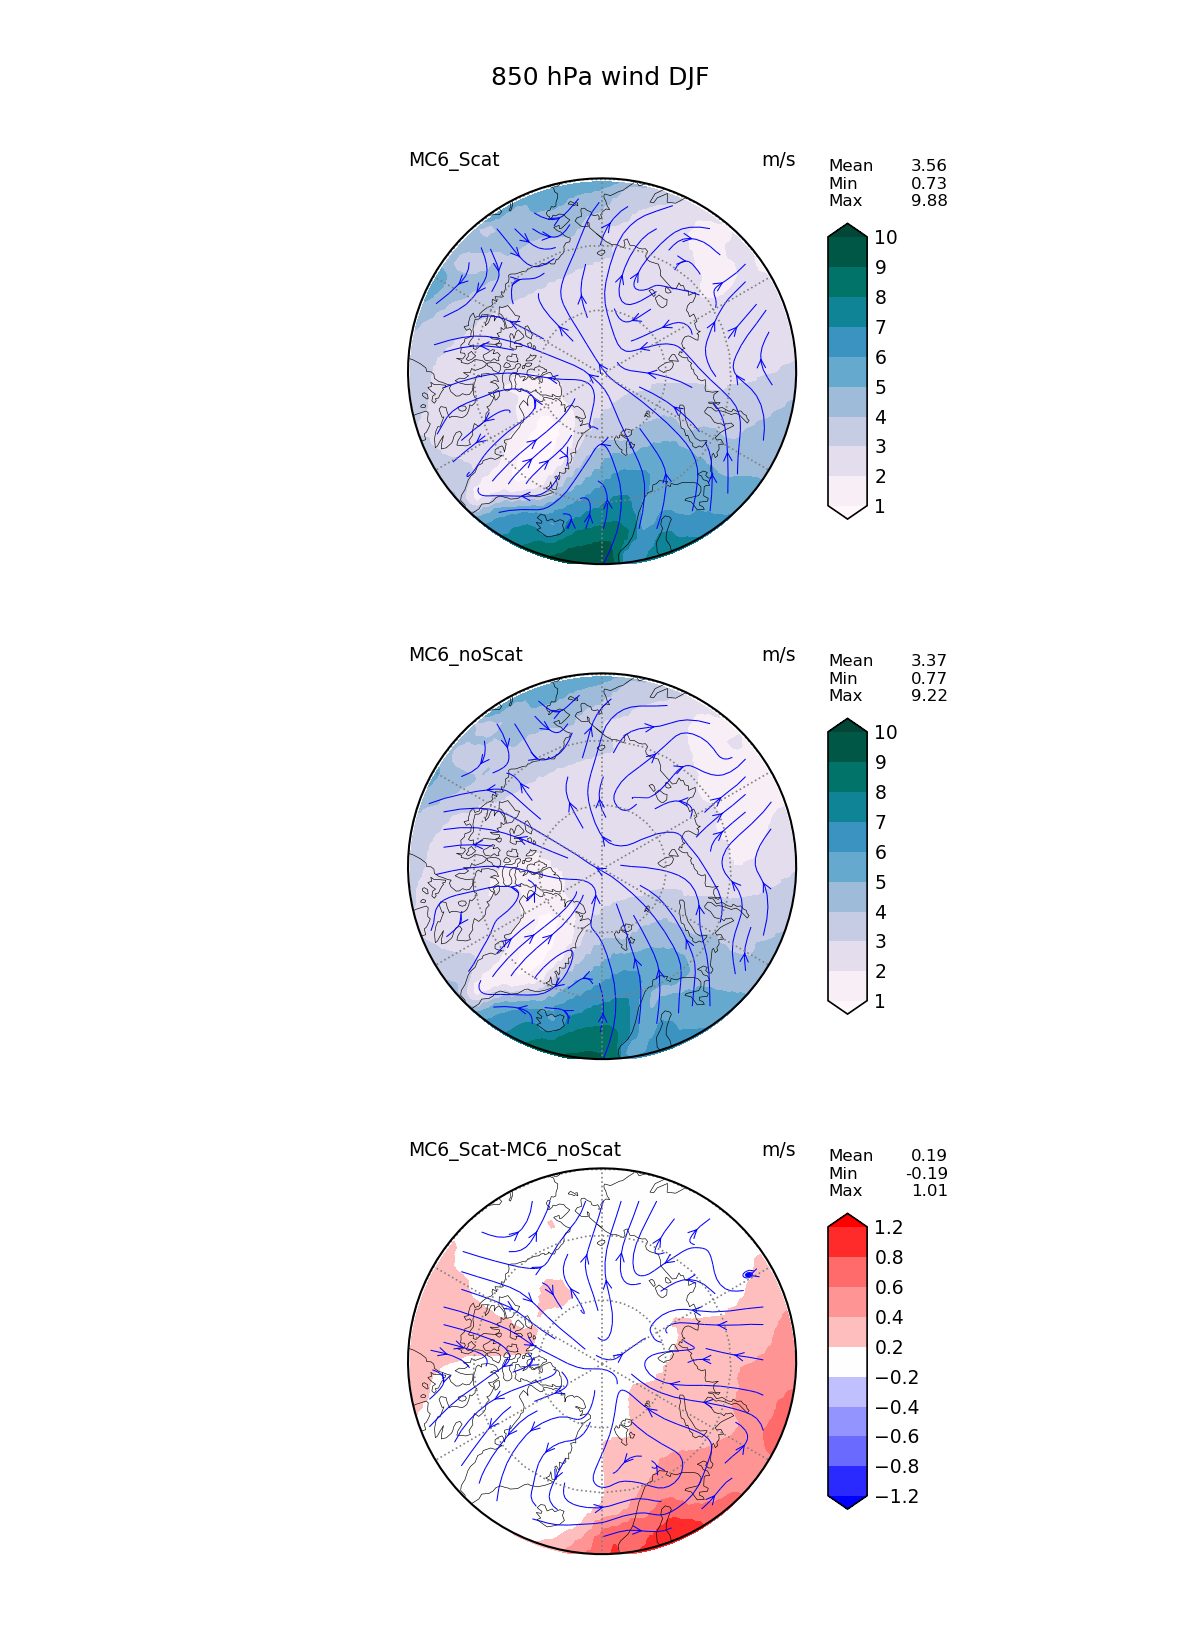 850 hPa wind DJF
MC6_Scat m/s
Mean 3.56
Min 0.73
Max 9.88
10
9
8
7
6
5
4
3
2
1
MC6_noScat m/s
Mean 3.37
Min 0.77
Max 9.22
10
9
8
7
6
5
4
3
2
1
MC6_Scat-MC6_noScat m/s
Mean 0.19
Min -0.19
Max 1.01
1.2
0.8
0.6
0.4
0.2
−0.2
−0.4
−0.6
−0.8
−1.2